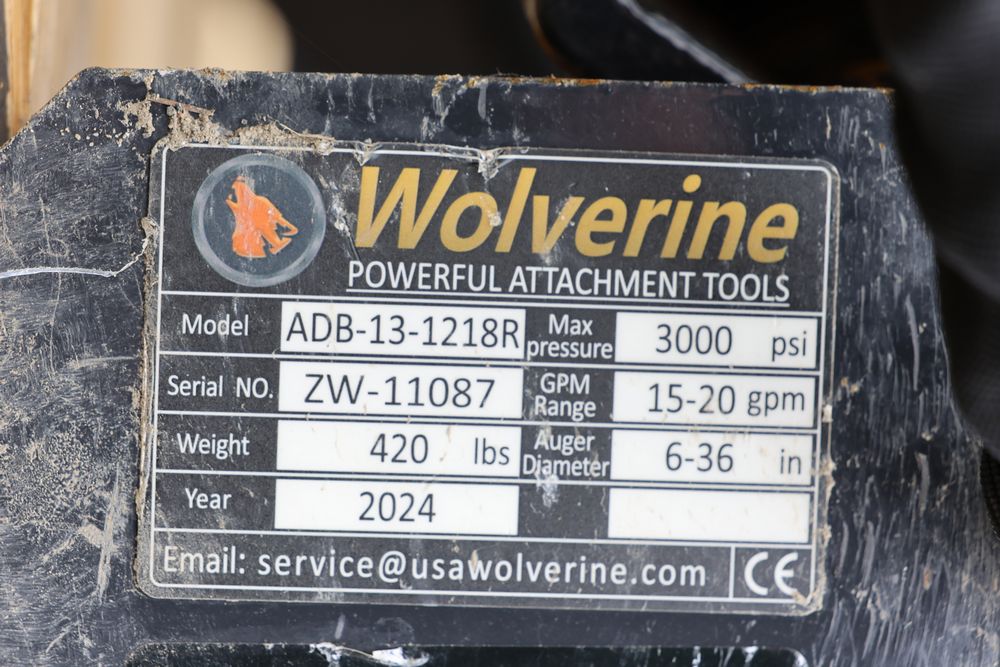 Wolverine
POWERFUL ATTACHMENT TOOLS
Model ADB-13-1218R Max pressure 3000 psi
Serial NO. ZW-11087 GPM Range 15-20 gpm
Weight 420 lbs Auger Diameter 6-36 in
Year 2024
Email: service@usawolverine.com CE